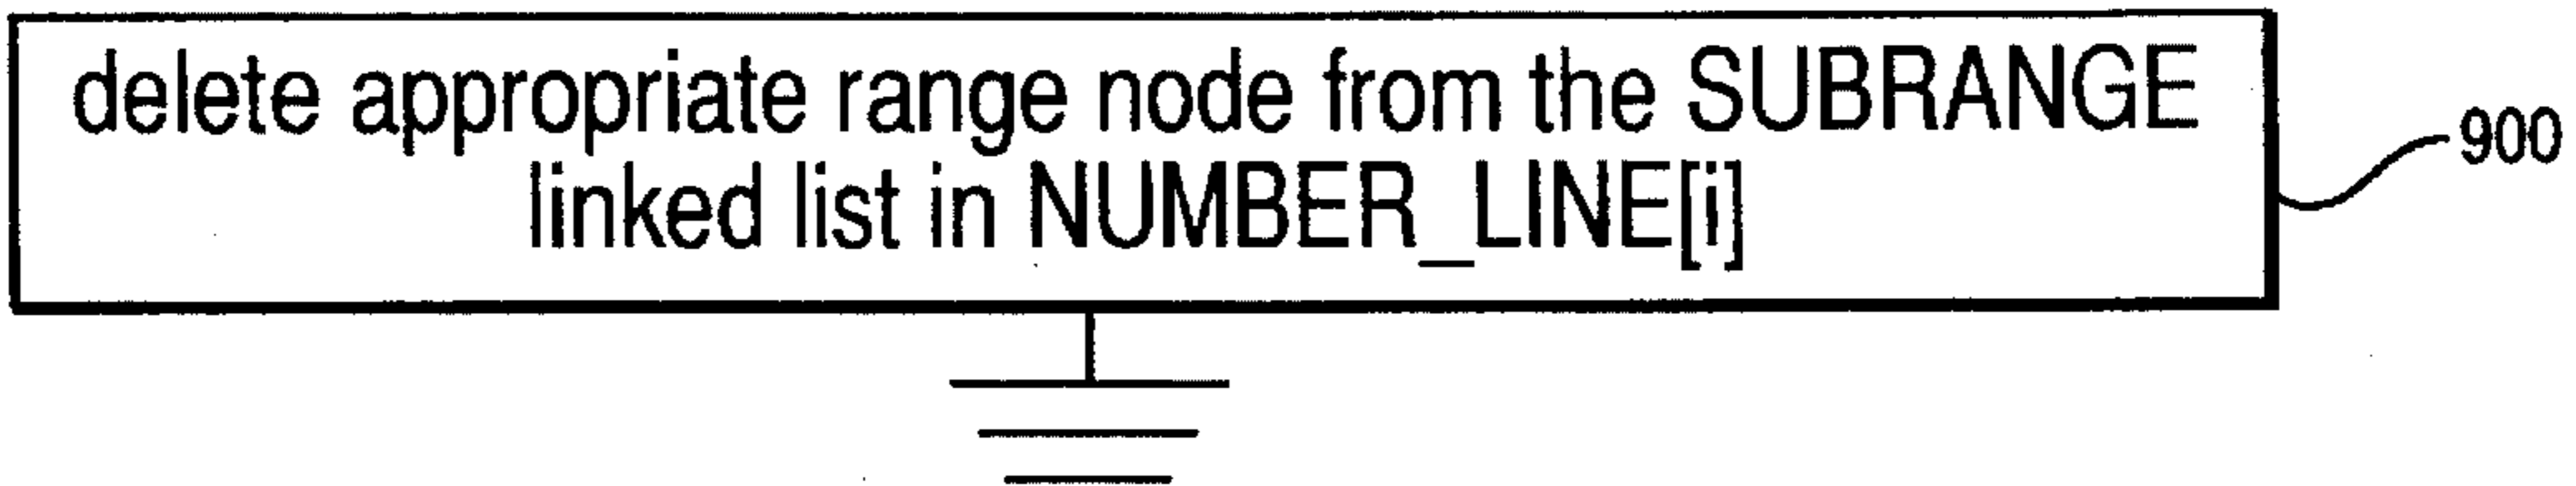 delete appropriate range node from the SUBRANGE
linked list in NUMBER_LINE[i]
900